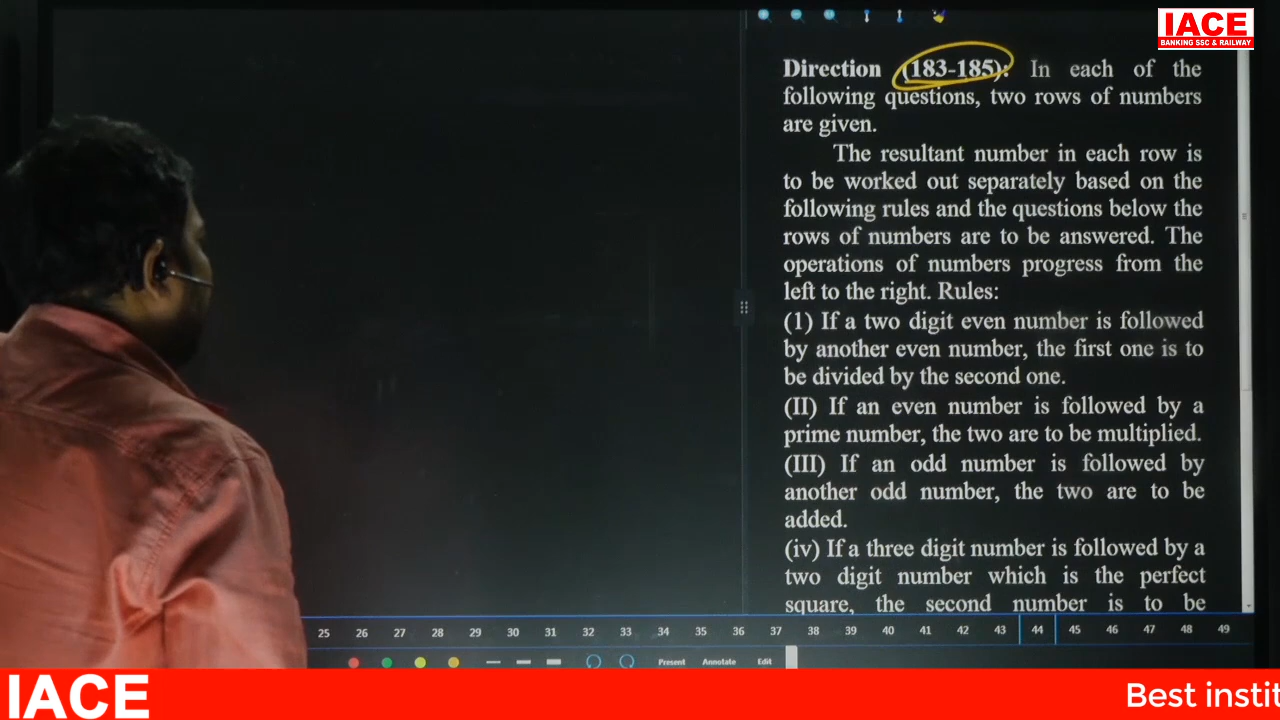 IACE
BANKING SSC & RAILWAY
Direction (183-185): In each of the
following questions, two rows of numbers
are given.
The resultant number in each row is
to be worked out separately based on the
following rules and the questions below the
rows of numbers are to be answered. The
operations of numbers progress from the
left to the right. Rules:
(1) If a two digit even number is followed
by another even number, the first one is to
be divided by the second one.
(II) If an even number is followed by a
prime number, the two are to be multiplied.
(III) If an odd number is followed by
another odd number, the two are to be
added.
(iv) If a three digit number is followed by a
two digit number which is the perfect
square, the second number is to be
25 26 27 28 29 30 31 32 33 34 35 36 37 38 39 40 41 42 43 44 45 46 47 48 49
Present Annotate Edit
IACE
Best instit